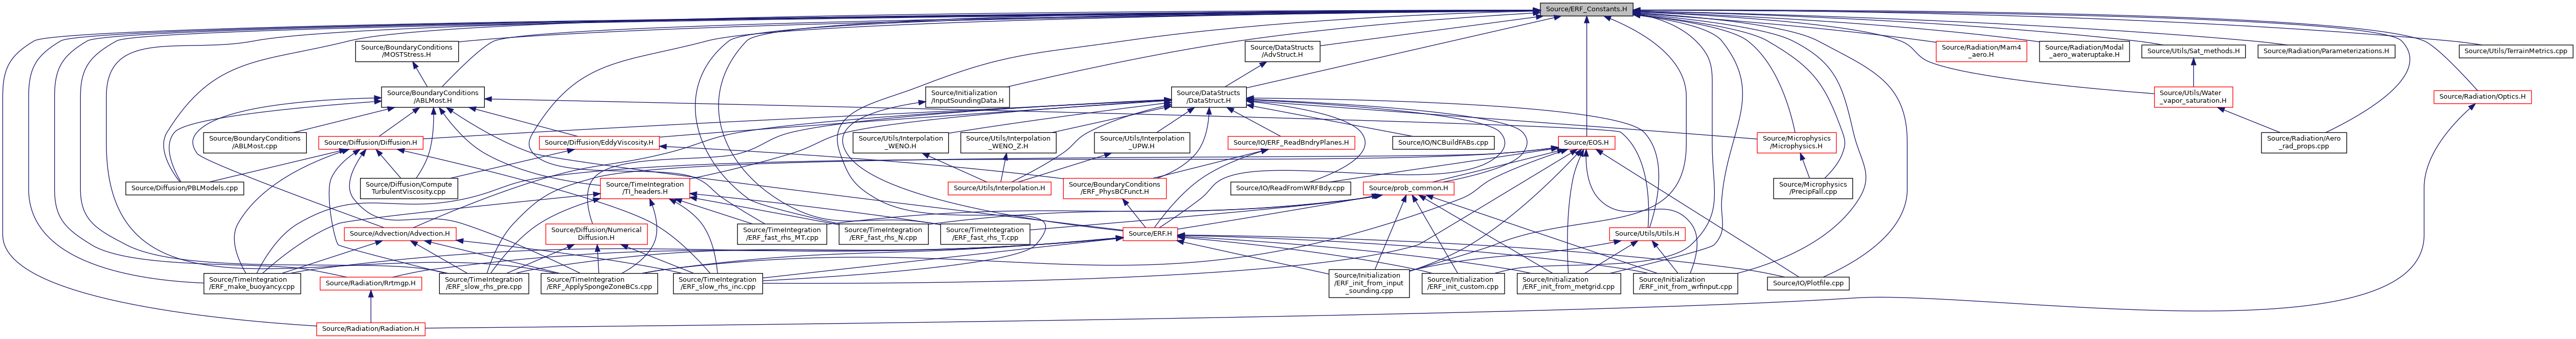 Source/ERF_Constants.H
Source/BoundaryConditions
/MOSTStress.H
Source/DataStructs
/AdvStruct.H
Source/Radiation/Mam4
_aero.H
Source/Radiation/Modal
_aero_wateruptake.H
Source/Utils/Sat_methods.H
Source/Radiation/Parameterizations.H
Source/Utils/TerrainMetrics.cpp
Source/BoundaryConditions
/ABLMost.H
Source/Initialization
/InputSoundingData.H
Source/DataStructs
/DataStruct.H
Source/Utils/Water
_vapor_saturation.H
Source/Radiation/Optics.H
Source/BoundaryConditions
/ABLMost.cpp
Source/Diffusion/Diffusion.H
Source/Diffusion/EddyViscosity.H
Source/Utils/Interpolation
_WENO.H
Source/Utils/Interpolation
_WENO_Z.H
Source/Utils/Interpolation
_UPW.H
Source/IO/ERF_ReadBndryPlanes.H
Source/IO/NCBuildFABs.cpp
Source/EOS.H
Source/Microphysics
/Microphysics.H
Source/Radiation/Aero
_rad_props.cpp
Source/Diffusion/PBLModels.cpp
Source/Diffusion/Compute
TurbulentViscosity.cpp
Source/TimeIntegration
/TI_headers.H
Source/Utils/Interpolation.H
Source/BoundaryConditions
/ERF_PhysBCFunct.H
Source/IO/ReadFromWRFBdy.cpp
Source/prob_common.H
Source/Microphysics
/PrecipFall.cpp
Source/Advection/Advection.H
Source/Diffusion/Numerical
Diffusion.H
Source/TimeIntegration
/ERF_fast_rhs_MT.cpp
Source/TimeIntegration
/ERF_fast_rhs_N.cpp
Source/TimeIntegration
/ERF_fast_rhs_T.cpp
Source/ERF.H
Source/Utils/Utils.H
Source/TimeIntegration
/ERF_make_buoyancy.cpp
Source/Radiation/Rrtmgp.H
Source/TimeIntegration
/ERF_slow_rhs_pre.cpp
Source/TimeIntegration
/ERF_ApplySpongeZoneBCs.cpp
Source/TimeIntegration
/ERF_slow_rhs_inc.cpp
Source/Initialization
/ERF_init_from_input
_sounding.cpp
Source/Initialization
/ERF_init_custom.cpp
Source/Initialization
/ERF_init_from_metgrid.cpp
Source/Initialization
/ERF_init_from_wrfinput.cpp
Source/IO/Plotfile.cpp
Source/Radiation/Radiation.H